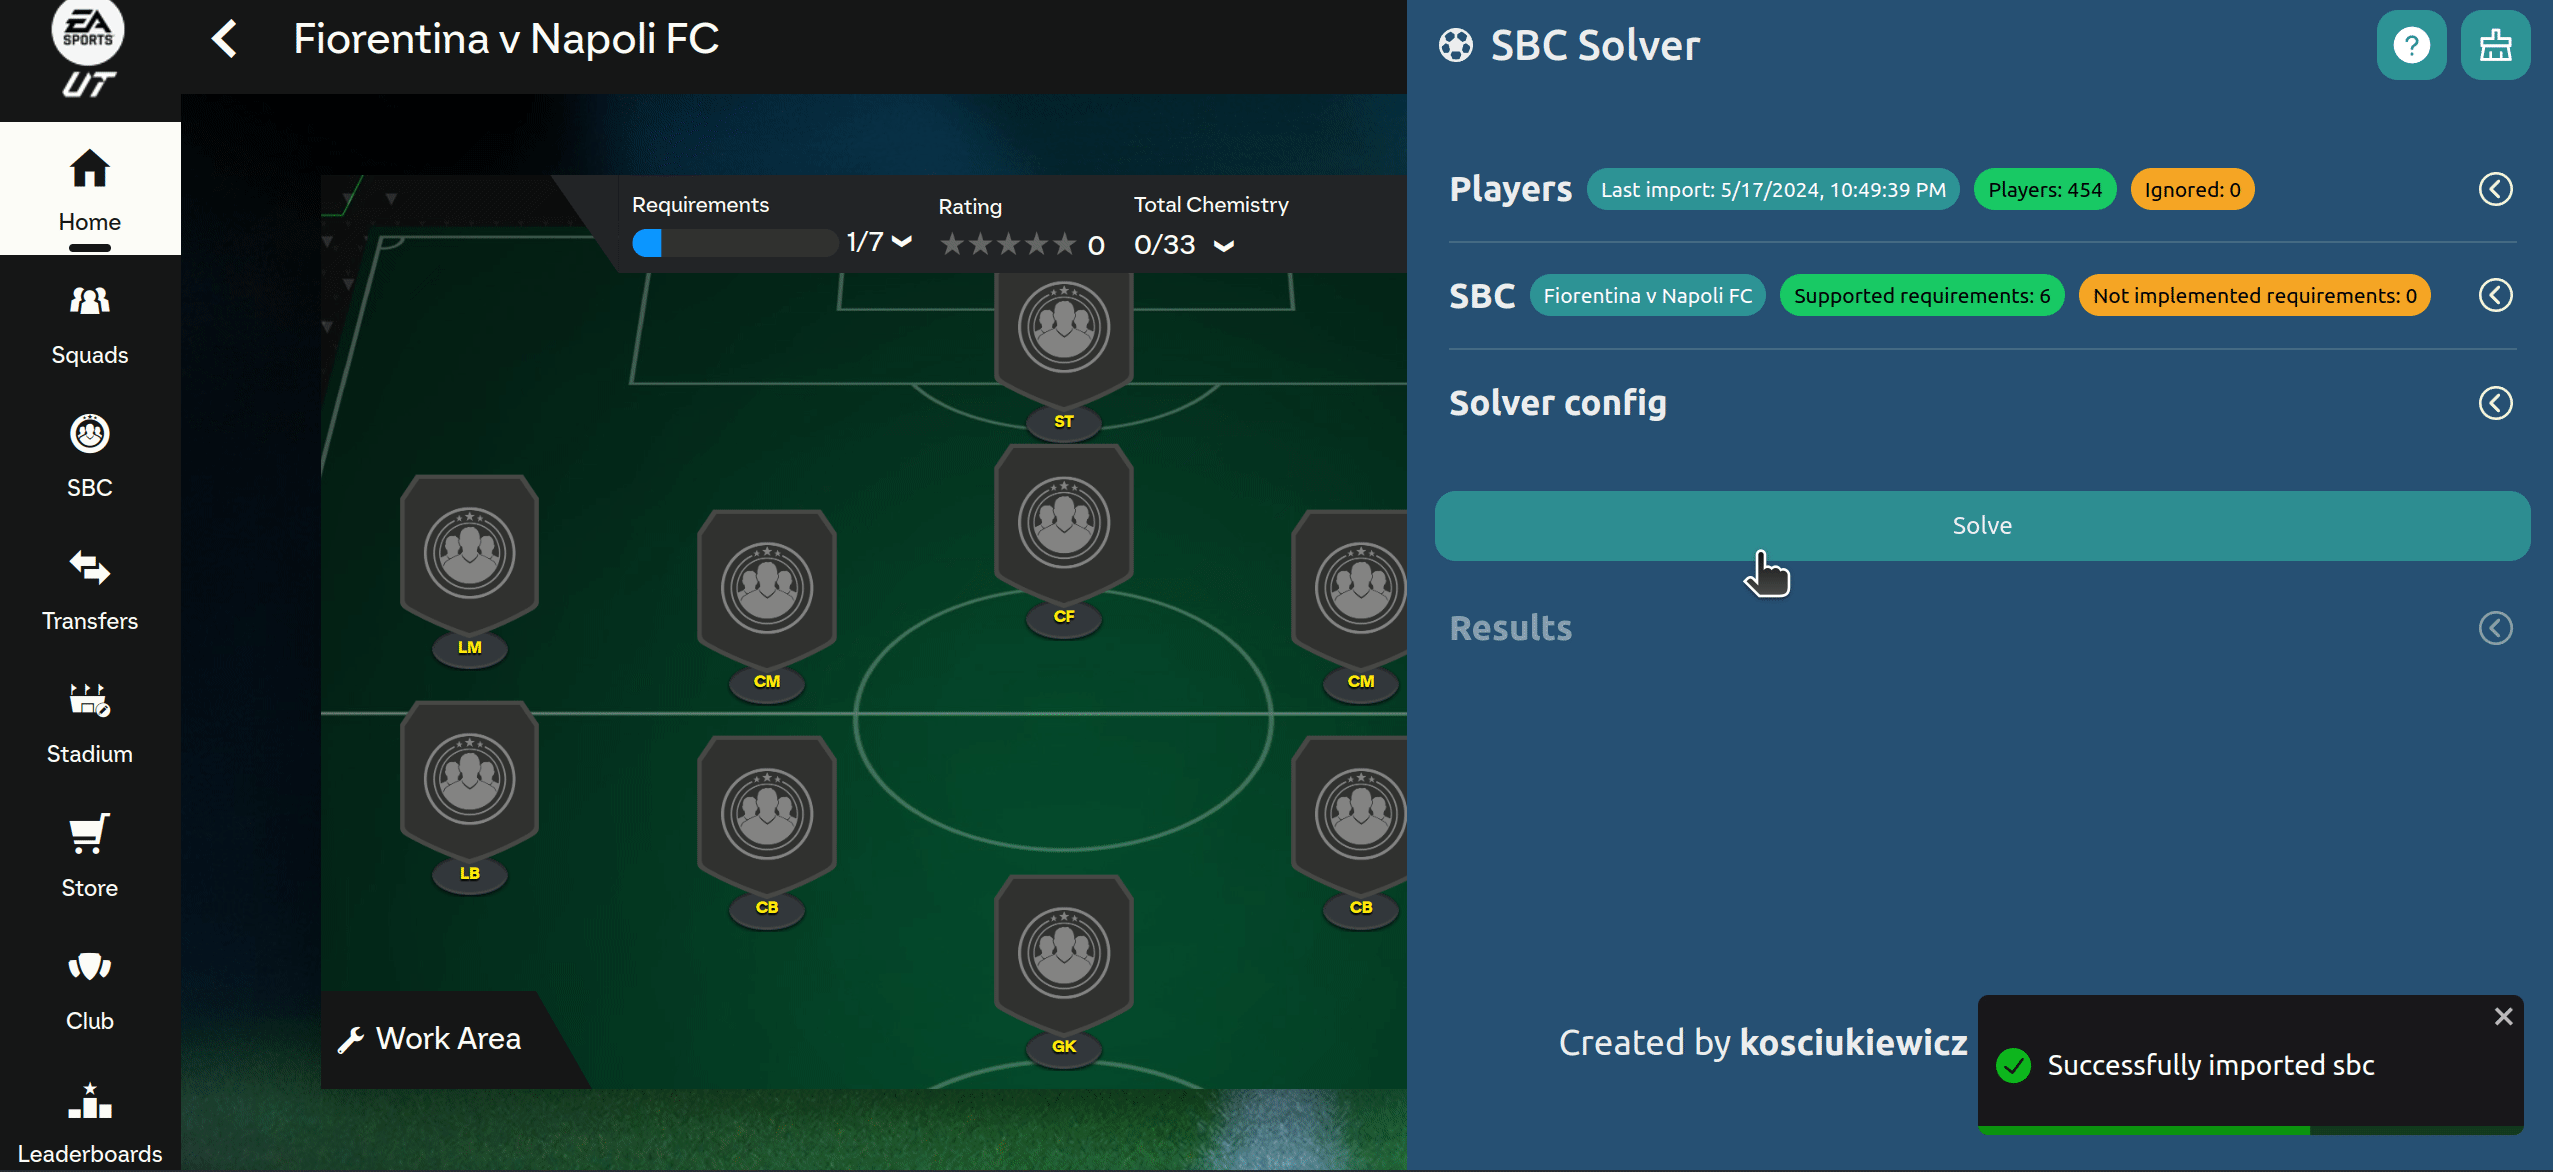 EA
SPORTS
UT
Home
Squads
SBC
Transfers
Stadium
Store
Club
Leaderboards
Fiorentina v Napoli FC
Requirements
1/7
Rating
0
Total Chemistry
0/33
ST
CF
LM
CM
CM
LB
CB
CB
GK
Work Area
SBC Solver
?
Players Last import: 5/17/2024, 10:49:39 PM Players: 454 Ignored: 0
SBC Fiorentina v Napoli FC Supported requirements: 6 Not implemented requirements: 0
Solver config
Solve
Results
Created by kosciukiewicz
Successfully imported sbc